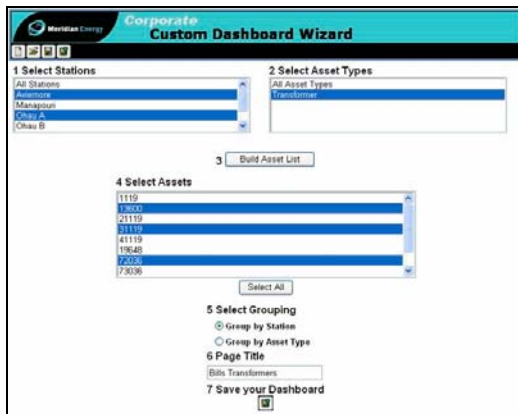 Meridian Energy
Corporate
Custom Dashboard Wizard
1 Select Stations
2 Select Asset Types
All Stations
Aviemore
Manapouri
Ohau A
Ohau B
All Asset Types
Transformer
3 Build Asset List
4 Select Assets
1119
13600
21119
31119
41119
19648
72036
73036
Select All
5 Select Grouping
Group by Station
Group by Asset Type
6 Page Title
Bills Transformers
7 Save your Dashboard